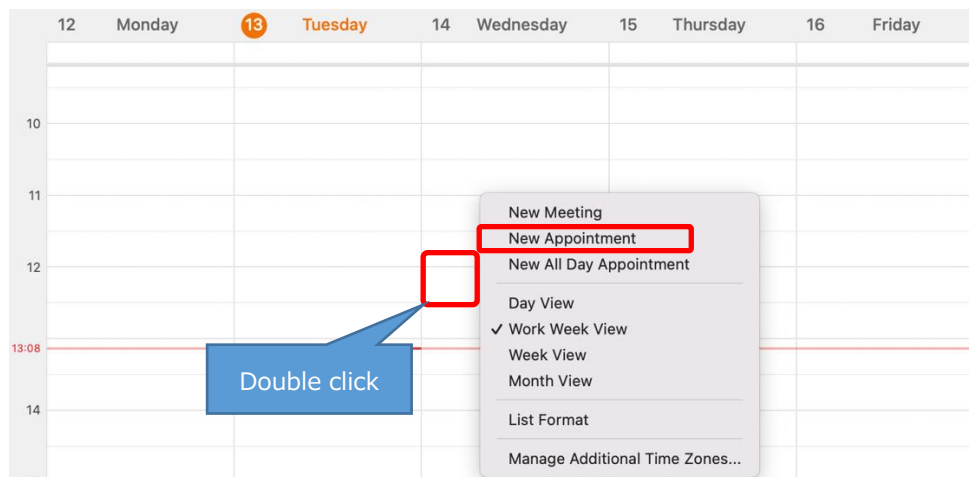 12 Monday 13 Tuesday 14 Wednesday 15 Thursday 16 Friday
10
11
New Meeting
New Appointment
12
New All Day Appointment
Day View
✓ Work Week View
13:08
Week View
Double click
Month View
14
List Format
Manage Additional Time Zones...